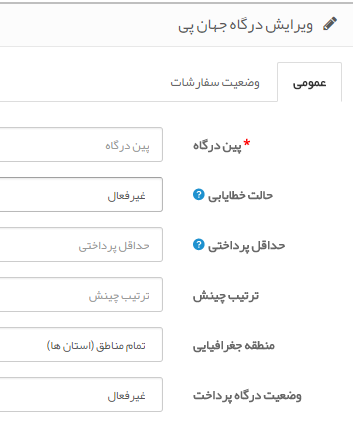 ویرایش درگاه جهان پی
عمومی
وضعیت سفارشات
* پین درگاه
پین درگاه
حالت خطایابی ?
غیرفعال
حداقل پرداختی ?
حداقل پرداختی
ترتیب چینش
ترتیب چینش
منطقه جغرافیایی
تمام مناطق (استان ها)
وضعیت درگاه پرداخت
غیرفعال